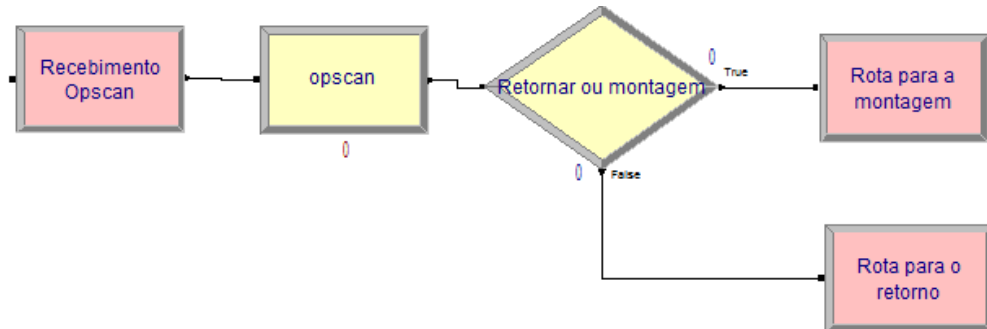 Recebimento
Opscan
opscan
0
Retornar ou montagem
0
True
0
False
Rota para a
montagem
Rota para o
retorno